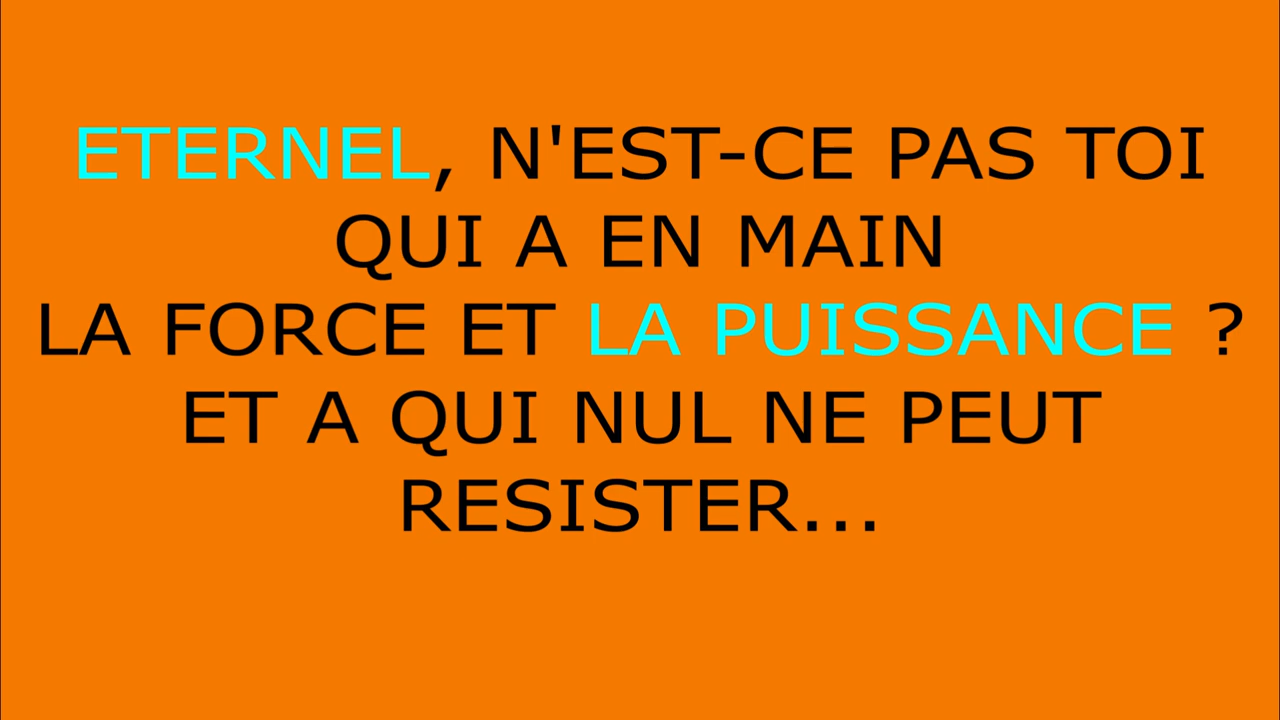 ETERNEL, N'EST-CE PAS TOI
QUI A EN MAIN
LA FORCE ET LA PUISSANCE ?
ET A QUI NUL NE PEUT
RESISTER...